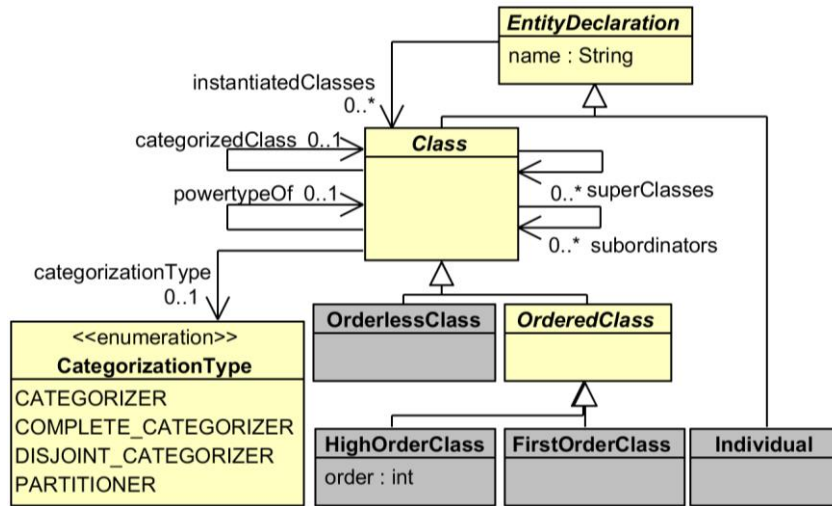 EntityDeclaration
name : String
instantiatedClasses
0..*
categorizedClass 0..1
Class
powertypeOf 0..1
0..* superClasses
0..* subordinators
categorizationType
0..1
OrderlessClass
OrderedClass
<<enumeration>>
CategorizationType
CATEGORIZER
COMPLETE_CATEGORIZER
DISJOINT_CATEGORIZER
PARTITIONER
HighOrderClass
order : int
FirstOrderClass
Individual